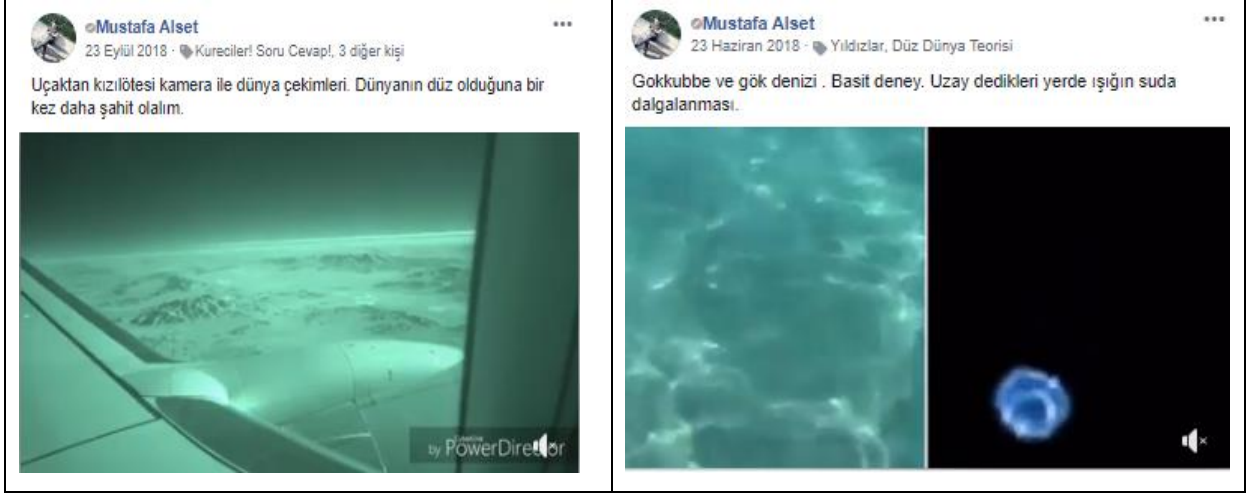 Mustafa Alset
23 Eylül 2018 · Kureciler! Soru Cevap!, 3 diğer kişi
Uçaktan kızılötesi kamera ile dünya çekimleri. Dünyanın düz olduğuna bir
kez daha şahit olalım.
by PowerDirector
Mustafa Alset
23 Haziran 2018 · Yıldızlar, Düz Dünya Teorisi
Gokkubbe ve gök denizi . Basit deney. Uzay dedikleri yerde ışığın suda
dalgalanması.